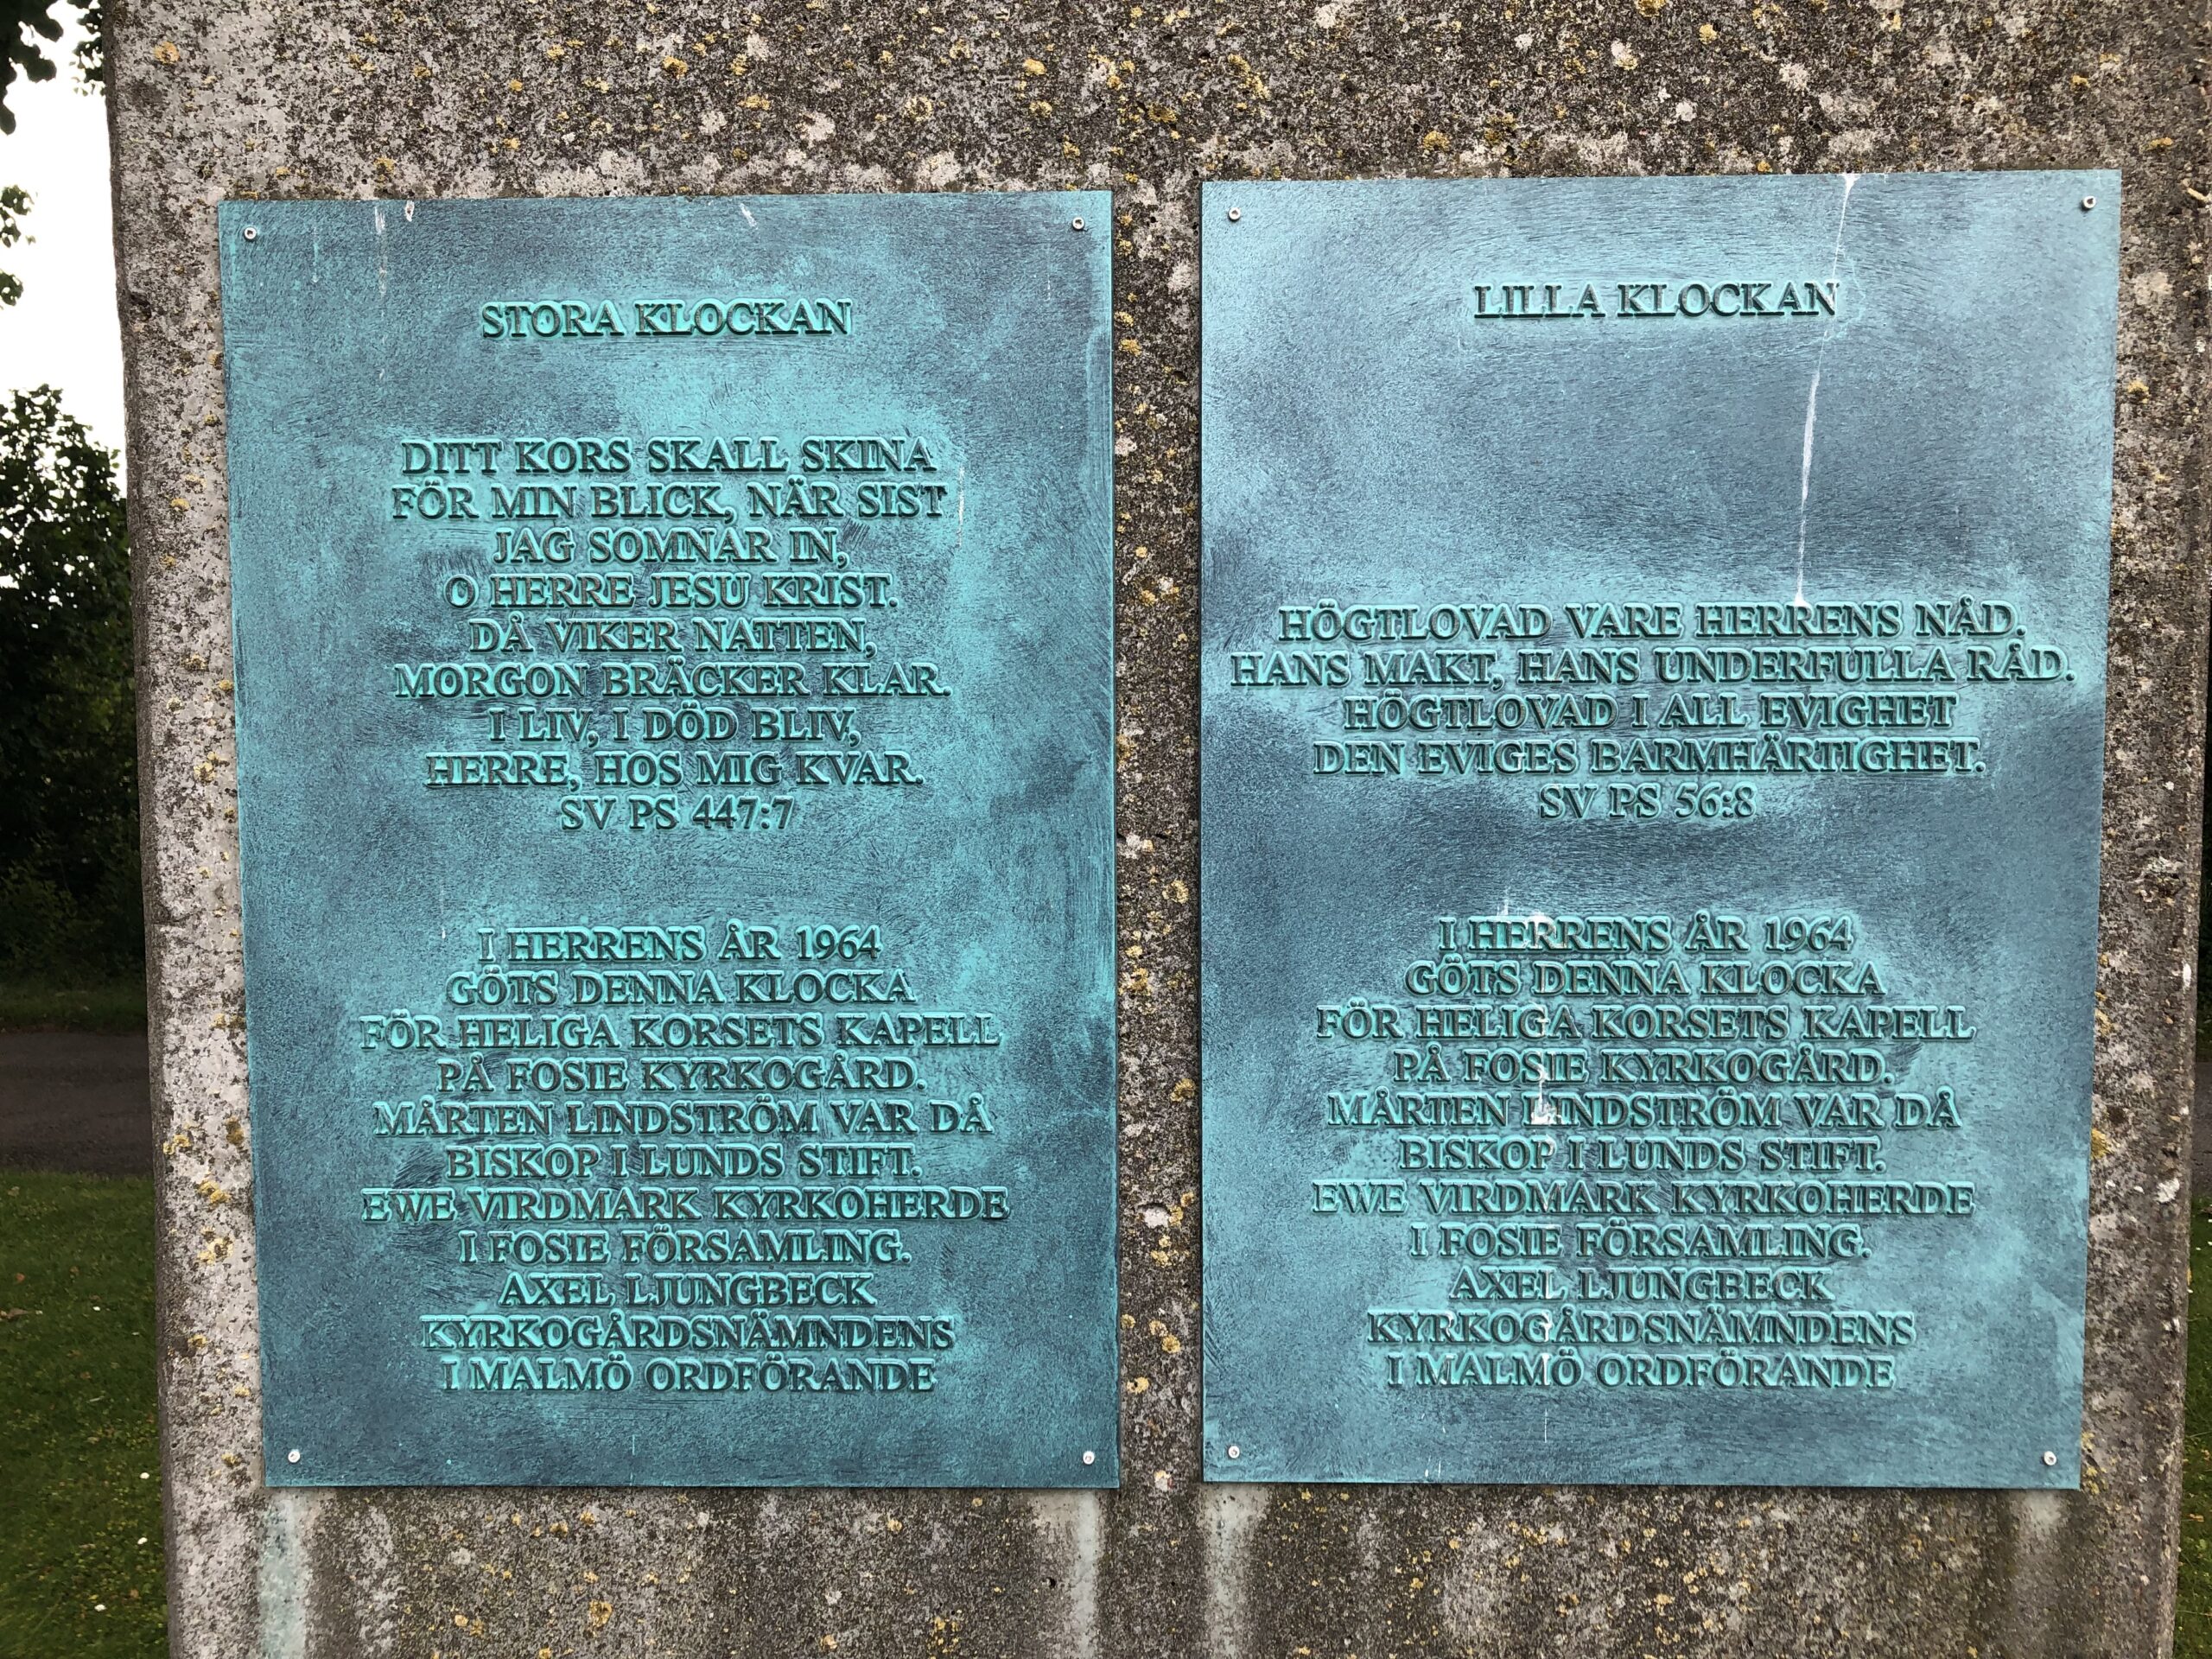 STORA KLOCKAN
DITT KORS SKALL SKINA
FÖR MIN BLICK, NÄR SIST
JAG SOMNAR IN,
O HERRE JESU KRIST.
DÅ VIKER NATTEN,
MORGON BRÄCKER KLAR.
I LIV, I DÖD BLIV,
HERRE, HOS MIG KVAR.
SV PS 447:7
I HERRENS ÅR 1964
GÖTS DENNA KLOCKA
FÖR HELIGA KORSETS KAPELL
PÅ FOSIE KYRKOGÅRD.
MÅRTEN LINDSTRÖM VAR DÅ
BISKOP I LUNDS STIFT.
EWE VIRDMARK KYRKOHERDE
I FOSIE FÖRSAMLING.
AXEL LJUNGBECK
KYRKOGÅRDSNÄMNDENS
I MALMÖ ORDFÖRANDE
LILLA KLOCKAN
HÖGTLOVAD VARE HERRENS NÅD.
HANS MAKT, HANS UNDERFULLA RÅD.
HÖGTLOVAD I ALL EVIGHET
DEN EVIGES BARMHÄRTIGHET.
SV PS 56:8
I HERRENS ÅR 1964
GÖTS DENNA KLOCKA
FÖR HELIGA KORSETS KAPELL
PÅ FOSIE KYRKOGÅRD.
MÅRTEN LINDSTRÖM VAR DÅ
BISKOP I LUNDS STIFT.
EWE VIRDMARK KYRKOHERDE
I FOSIE FÖRSAMLING.
AXEL LJUNGBECK
KYRKOGÅRDSNÄMNDENS
I MALMÖ ORDFÖRANDE